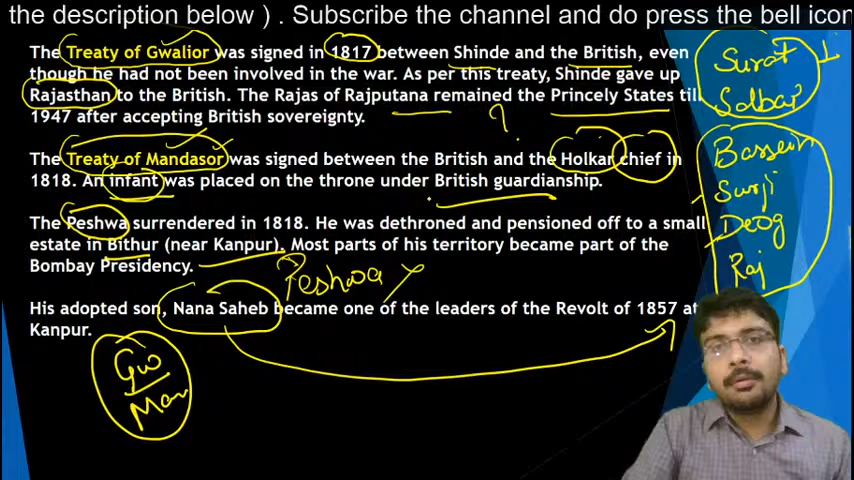 the description below ) . Subscribe the channel and do press the bell icon
The Treaty of Gwalior was signed in 1817 between Shinde and the British, even
though he had not been involved in the war. As per this treaty, Shinde gave up
Rajasthan to the British. The Rajas of Rajputana remained the Princely States till
1947 after accepting British sovereignty.
The Treaty of Mandasor was signed between the British and the Holkar chief in
1818. An infant was placed on the throne under British guardianship.
The Peshwa surrendered in 1818. He was dethroned and pensioned off to a small
estate in Bithur (near Kanpur). Most parts of his territory became part of the
Bombay Presidency.
Peshwa
His adopted son, Nana Saheb became one of the leaders of the Revolt of 1857 at
Kanpur.
Gw
Man
Surat
Salbai
Bassein
Surji
Deog
Raj